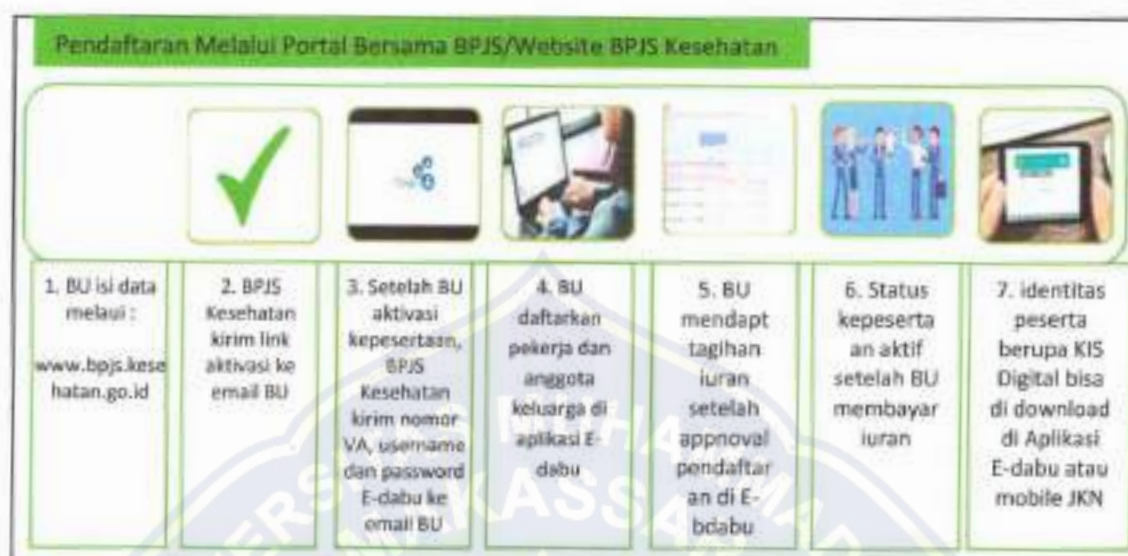 Pendaftaran Melalui Portal Bersama BPJS/Website BPJS Kesehatan
1. BU isi data
melaui :
www.bpjs.kese
hatan.go.id
2. BPJS
Kesehatan
kirim link
aktivasi ke
email BU
3. Setelah BU
aktivasi
kepesertaan,
BPJS
Kesehatan
kirim nomor
VA, username
dan password
E-dabu ke
email BU
4. BU
daftarkan
pekerja dan
anggota
keluarga di
aplikasi E-
dabu
5. BU
mendapt
tagihan
iuran
setelah
appnoval
pendaftar
an di E-
bdabu
6. Status
kepeserta
an aktif
setelah BU
membayar
iuran
7. identitas
peserta
berupa KIS
Digital bisa
di download
di Aplikasi
E-dabu atau
mobile JKN